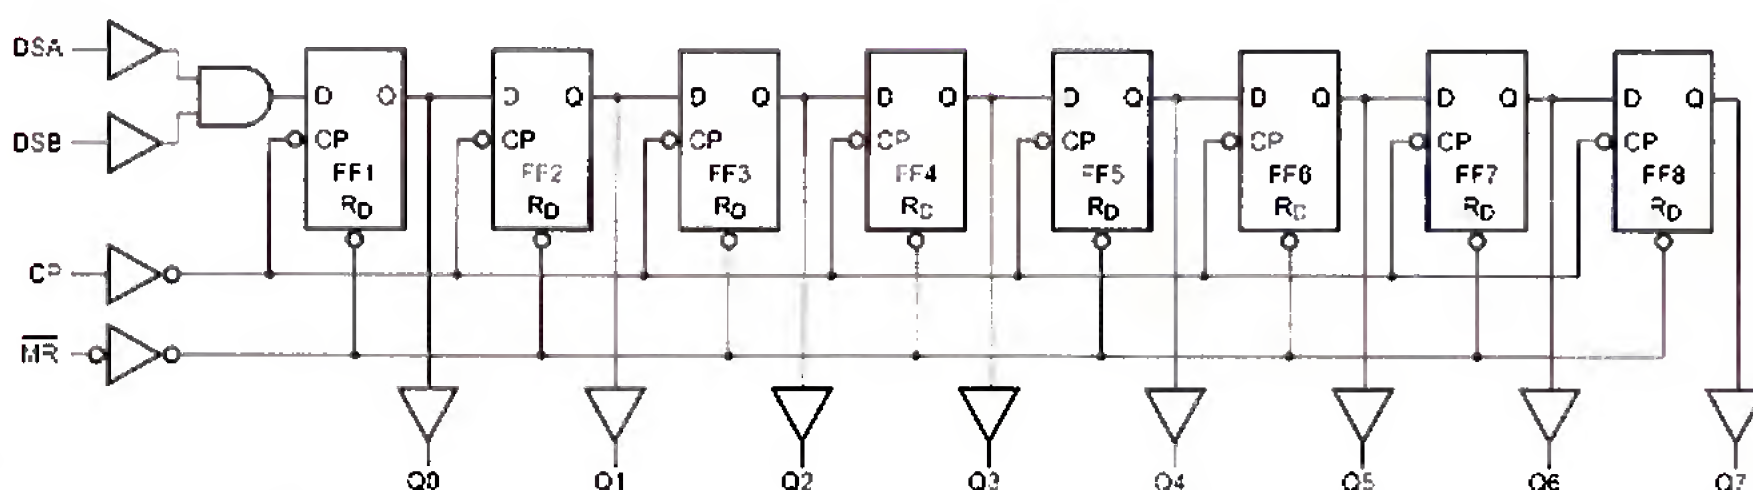 DSA
DSB
D Q D Q D Q D Q D Q D Q D Q D Q
CP CP CP CP CP CP CP CP
FF1 FF2 FF3 FF4 FF5 FF6 FF7 FF8
RD RD RD RD RD RD RD RD
CP
MR
Q0 Q1 Q2 Q3 Q4 Q5 Q6 Q7